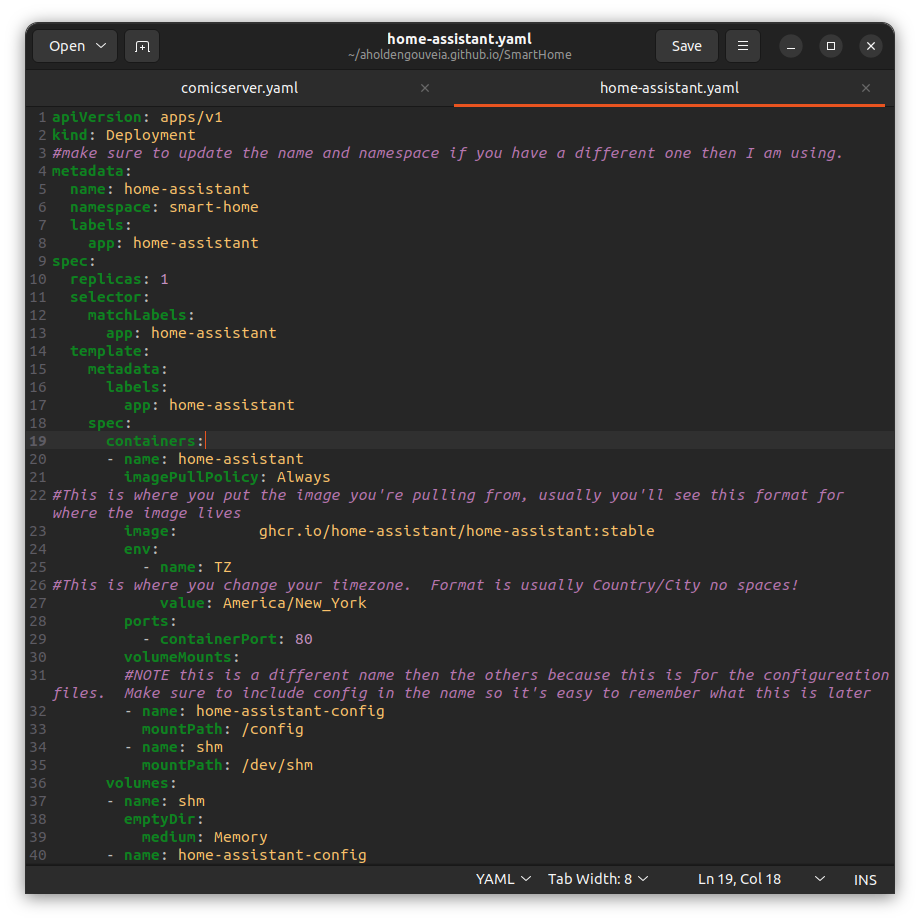 Open
home-assistant.yaml
~/aholdengouveia.github.io/SmartHome
Save
comicserver.yaml
home-assistant.yaml
1 apiVersion: apps/v1
2 kind: Deployment
3 #make sure to update the name and namespace if you have a different one then I am using.
4 metadata:
5   name: home-assistant
6   namespace: smart-home
7   labels:
8     app: home-assistant
9 spec:
10   replicas: 1
11   selector:
12     matchLabels:
13       app: home-assistant
14   template:
15     metadata:
16       labels:
17         app: home-assistant
18     spec:
19       containers:
20       - name: home-assistant
21         imagePullPolicy: Always
22 #This is where you put the image you're pulling from, usually you'll see this format for
where the image lives
23         image:         ghcr.io/home-assistant/home-assistant:stable
24         env:
25           - name: TZ
26 #This is where you change your timezone.  Format is usually Country/City no spaces!
27             value: America/New_York
28         ports:
29           - containerPort: 80
30         volumeMounts:
31         #NOTE this is a different name then the others because this is for the configureation
files.  Make sure to include config in the name so it's easy to remember what this is later
32         - name: home-assistant-config
33           mountPath: /config
34         - name: shm
35           mountPath: /dev/shm
36       volumes:
37       - name: shm
38         emptyDir:
39           medium: Memory
40       - name: home-assistant-config
YAML
Tab Width: 8
Ln 19, Col 18
INS